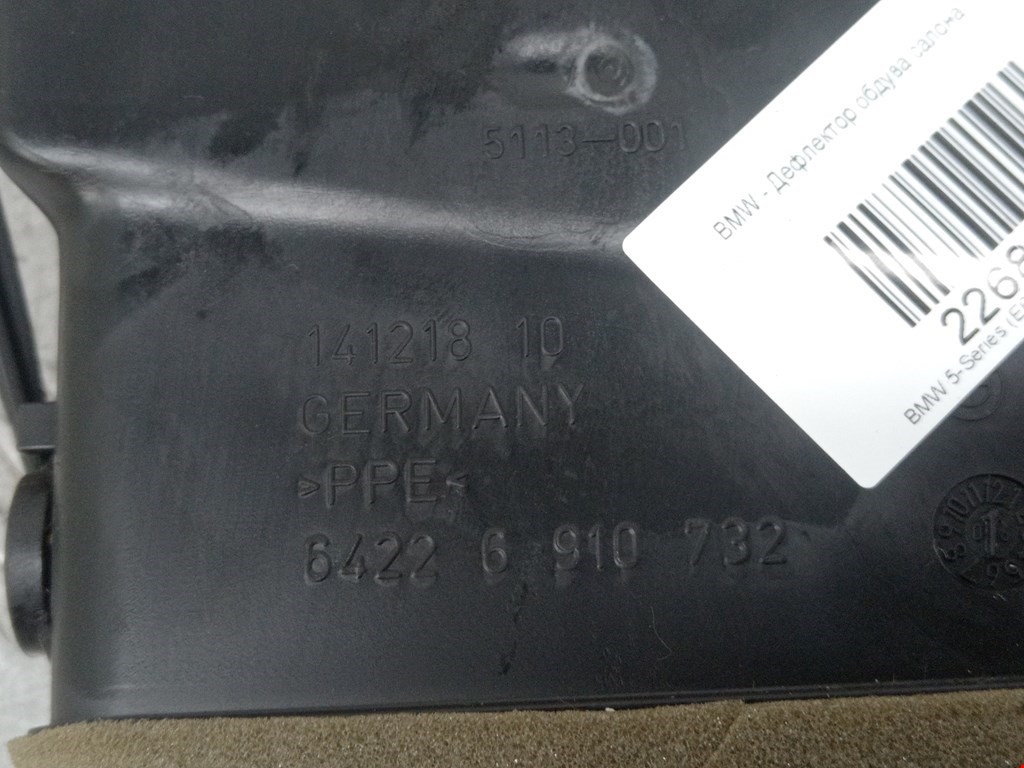 5113-001
BMW - Дефлектор обдува салона
2268
BMW 5-Series (E
141218 10
GERMANY
>PPE<
6422 6 910 732